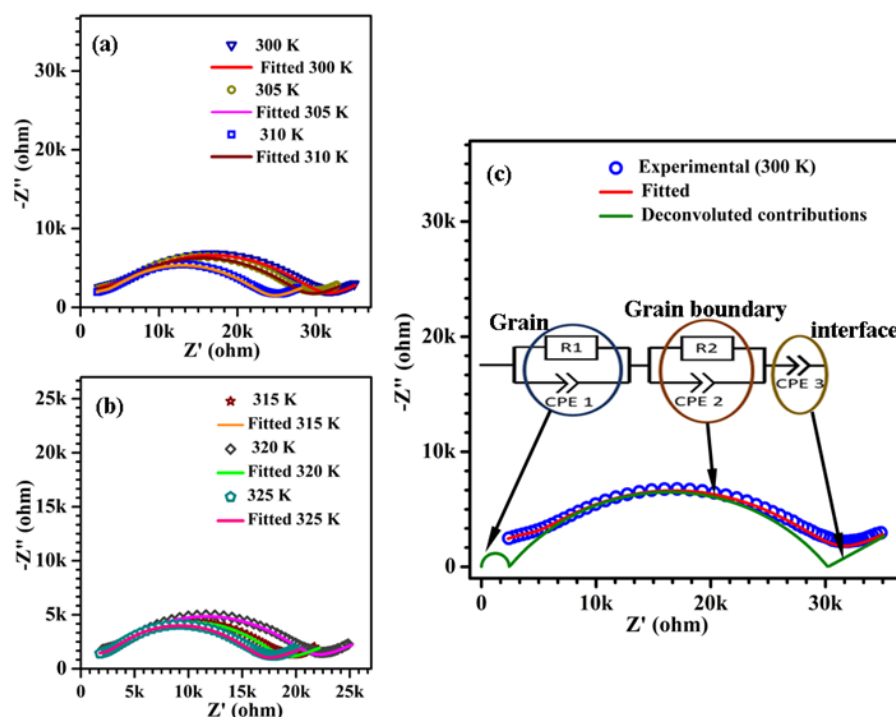 (a)
300 K
Fitted 300 K
305 K
Fitted 305 K
310 K
Fitted 310 K
30k
20k
10k
0
-Z" (ohm)
0 10k 20k 30k
Z' (ohm)
(b)
315 K
Fitted 315 K
320 K
Fitted 320 K
325 K
Fitted 325 K
25k
20k
15k
10k
5k
0
-Z" (ohm)
0 5k 10k 15k 20k 25k
Z' (ohm)
(c)
Experimental (300 K)
Fitted
Deconvoluted contributions
30k
20k
10k
0
-Z" (ohm)
Grain
Grain boundary
interface
R1
R2
CPE 1
CPE 2
CPE 3
0 10k 20k 30k
Z' (ohm)